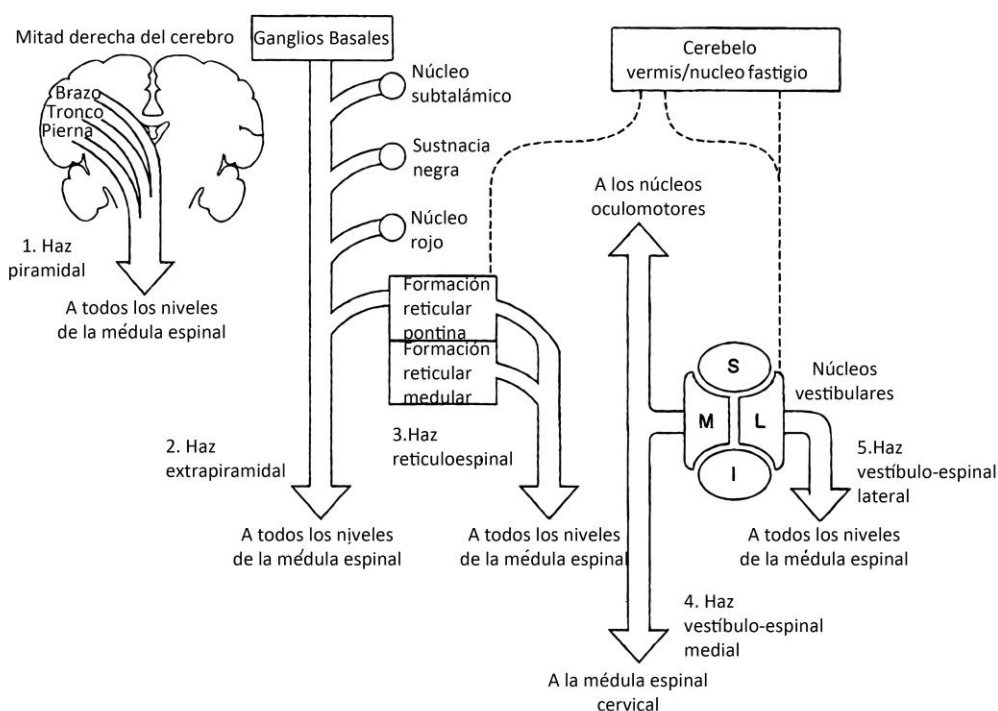 Mitad derecha del cerebro
Brazo
Tronco
Pierna
1. Haz
piramidal
A todos los niveles
de la médula espinal
Ganglios Basales
Núcleo
subtalámico
Sustnacia
negra
Núcleo
rojo
Formación
reticular
pontina
Formación
reticular
medular
2. Haz
extrapiramidal
A todos los niveles
de la médula espinal
3.Haz
reticuloespinal
A todos los niveles
de la médula espinal
Cerebelo
vermis/nucleo fastigio
A los núcleos
oculomotores
S
M
L
I
Núcleos
vestibulares
4. Haz
vestíbulo-espinal
medial
A la médula espinal
cervical
5.Haz
vestíbulo-espinal
lateral
A todos los niveles
de la médula espinal